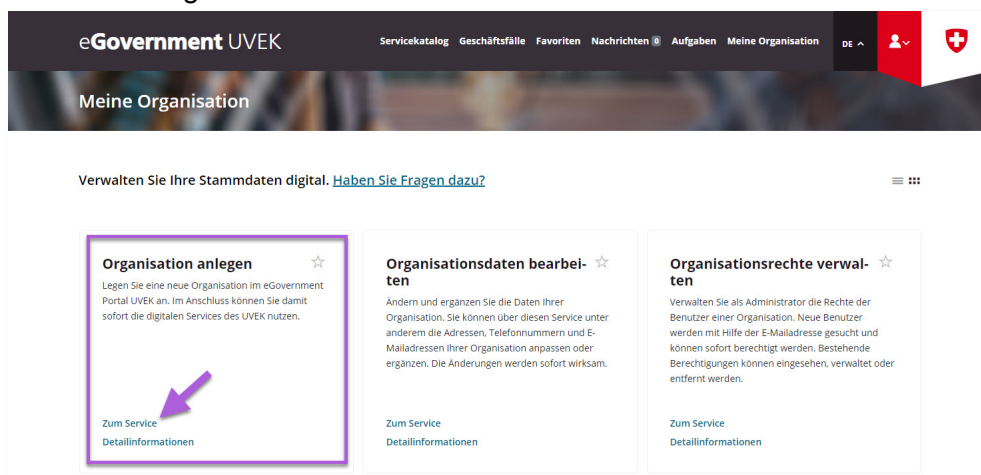 eGovernment UVEK
Servicekatalog Geschäftsfälle Favoriten Nachrichten 0 Aufgaben Meine Organisation DE
Meine Organisation
Verwalten Sie Ihre Stammdaten digital. Haben Sie Fragen dazu?
Organisation anlegen
Legen Sie eine neue Organisation im eGovernment
Portal UVEK an. Im Anschluss können Sie damit
sofort die digitalen Services des UVEK nutzen.
Zum Service
Detailinformationen
Organisationsdaten bearbei-
ten
Ändern und ergänzen Sie die Daten Ihrer
Organisation. Sie können über diesen Service unter
anderem die Adressen, Telefonnummern und E-
Mailadressen Ihrer Organisation anpassen oder
ergänzen. Die Änderungen werden sofort wirksam.
Zum Service
Detailinformationen
Organisationsrechte verwal-
ten
Verwalten Sie als Administrator die Rechte der
Benutzer einer Organisation. Neue Benutzer
werden mit Hilfe der E-Mailadresse gesucht und
können sofort berechtigt werden. Bestehende
Berechtigungen können eingesehen, verwaltet oder
entfernt werden.
Zum Service
Detailinformationen